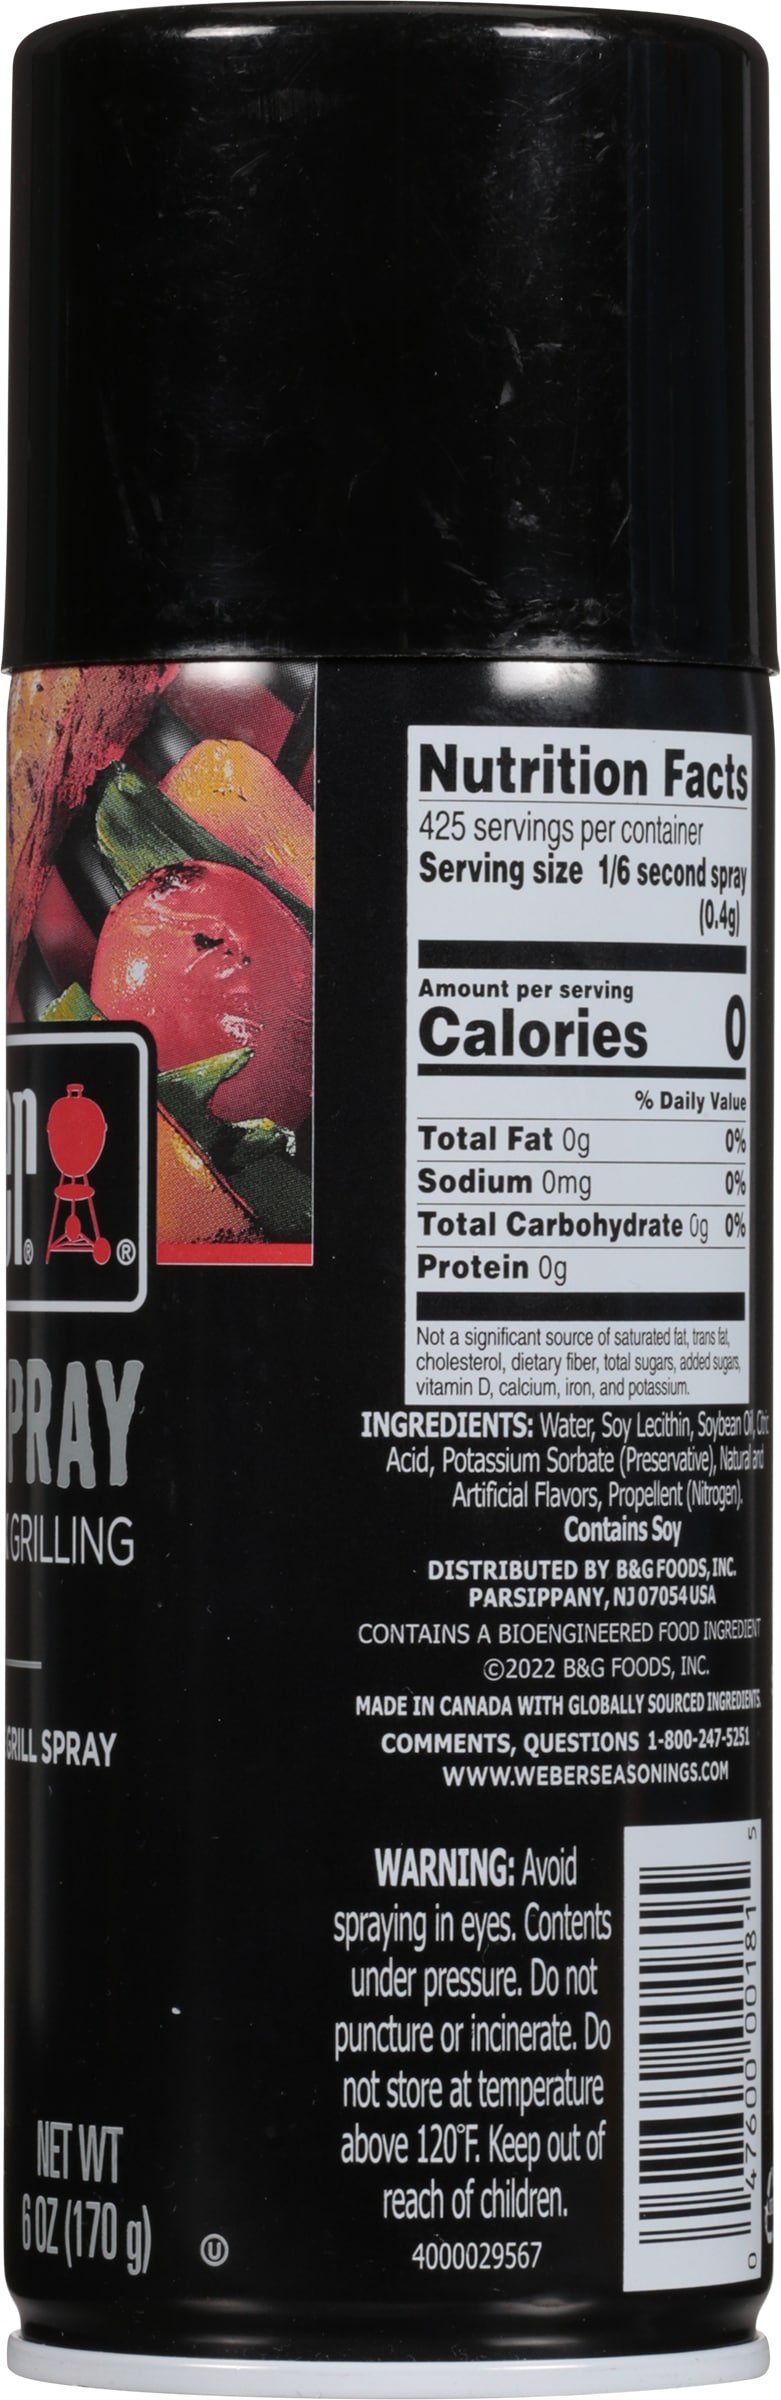 ®
®
PRAY
GRILLING
GRILL SPRAY
NET WT
6 OZ (170 g)
U
Nutrition Facts
425 servings per container
Serving size 1/6 second spray
(0.4g)
Amount per serving
Calories 0
% Daily Value
Total Fat 0g 0%
Sodium 0mg 0%
Total Carbohydrate 0g 0%
Protein 0g
Not a significant source of saturated fat, trans fat,
cholesterol, dietary fiber, total sugars, added sugars,
vitamin D, calcium, iron, and potassium.
INGREDIENTS: Water, Soy Lecithin, Soybean Oil, Citric
Acid, Potassium Sorbate (Preservative), Natural and
Artificial Flavors, Propellent (Nitrogen).
Contains Soy
DISTRIBUTED BY B&G FOODS, INC.
PARSIPPANY, NJ 07054 USA
CONTAINS A BIOENGINEERED FOOD INGREDIENT
©2022 B&G FOODS, INC.
MADE IN CANADA WITH GLOBALLY SOURCED INGREDIENTS.
COMMENTS, QUESTIONS 1-800-247-5251
WWW.WEBERSEASONINGS.COM
WARNING: Avoid
spraying in eyes. Contents
under pressure. Do not
puncture or incinerate. Do
not store at temperature
above 120°F. Keep out of
reach of children.
4000029567
0 47600 00181 5